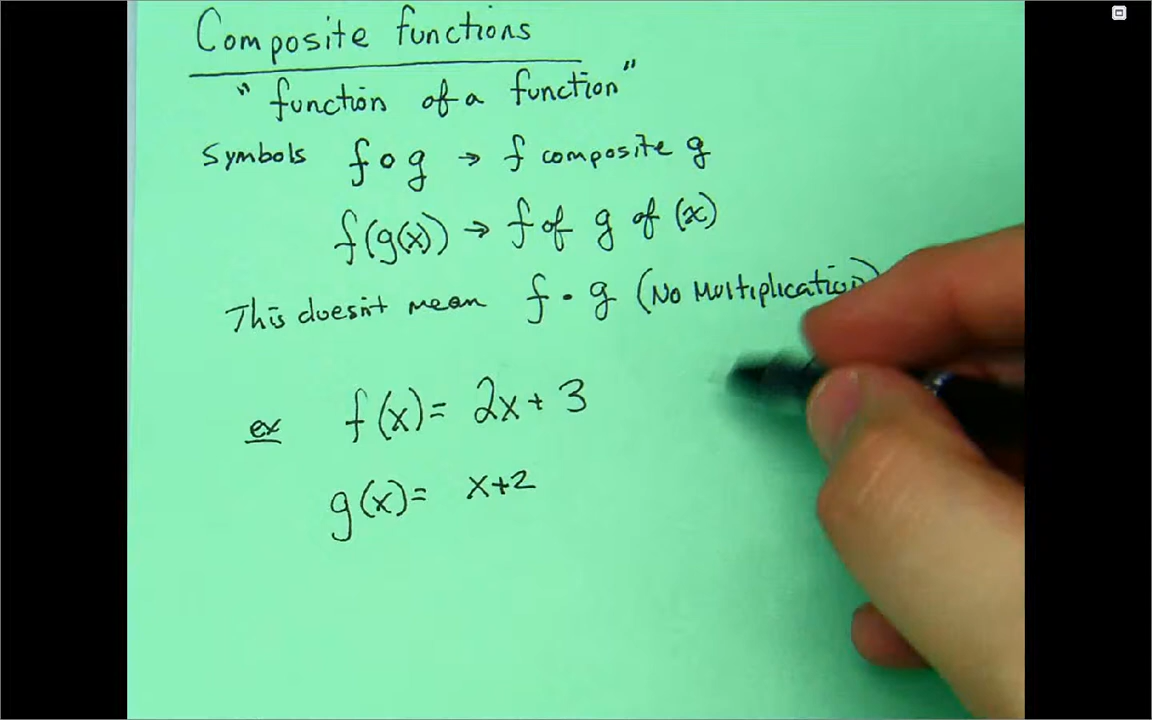 Composite functions
"function of a function"
Symbols f∘g → f composite g
f(g(x)) → f of g of (x)
This doesn't mean f · g (No Multiplication)
ex f(x) = 2x + 3
g(x) = x+2